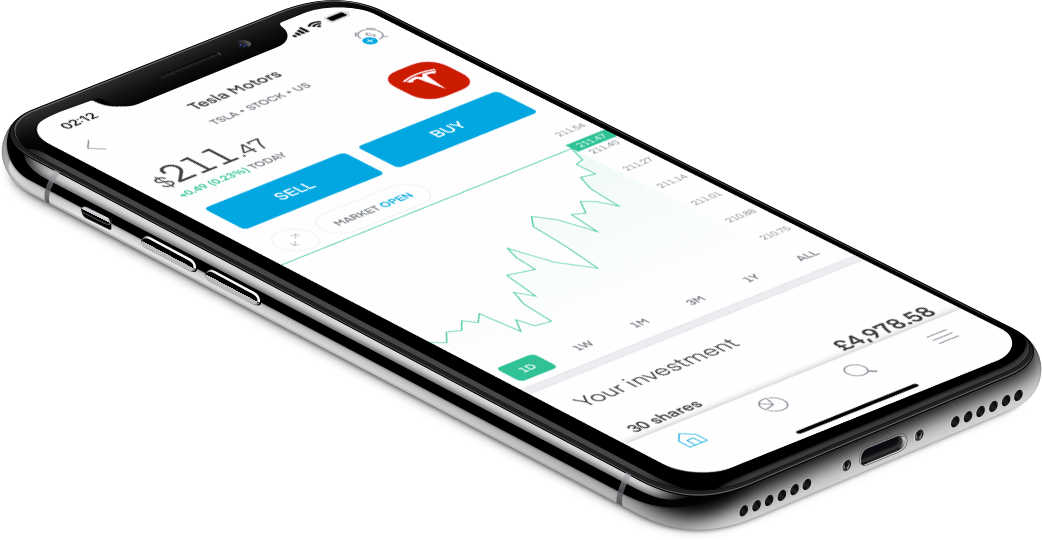 02:12
Tesla Motors
TSLA • STOCK • US
$211.47
+0.49 (0.23%) TODAY
SELL
BUY
MARKET OPEN
211.54
211.47
211.40
211.27
211.14
211.01
210.88
210.75
1D
1W
1M
3M
1Y
ALL
Your investment
30 shares
£4,978.58